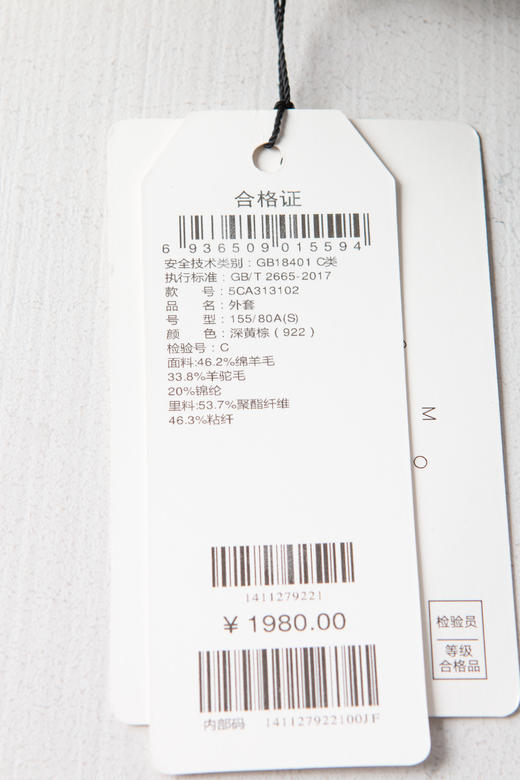 合格证
6 936509 015594
安全技术类别：GB18401 C类
执行标准：GB/T 2665-2017
款 号：5CA313102
品 名：外套
号 型：155/80A(S)
颜 色：深黄棕（922）
检验号：C
面料:46.2%绵羊毛
33.8%羊驼毛
20%锦纶
里料:53.7%聚酯纤维
46.3%粘纤
1411279221
¥ 1980.00
内部码 141127922100JF
M O
检验员
等级
合格品